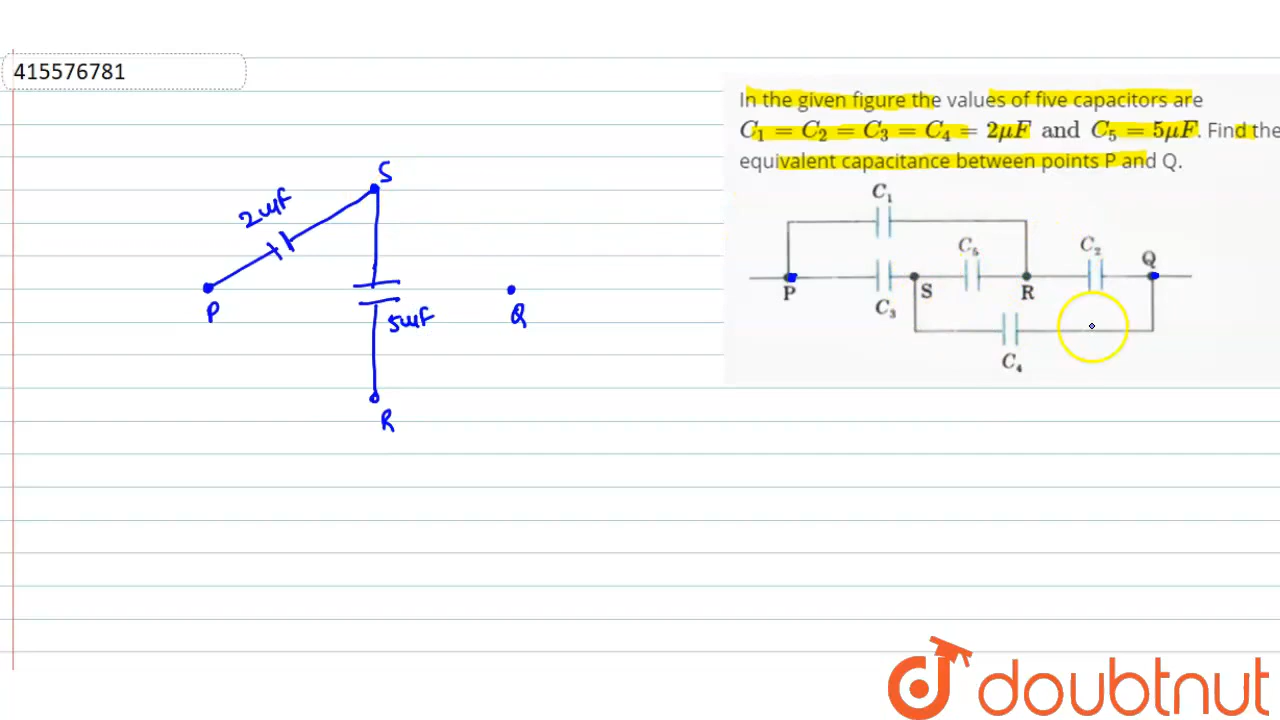 415576781
In the given figure the values of five capacitors are
C₁ = C₂ = C₃ = C₄ = 2μF and C₅ = 5μF. Find the
equivalent capacitance between points P and Q.
C₁
C₅
C₂
Q
P
S
R
C₃
C₄
S
2μF
P
5μF
Q
R
doubtnut